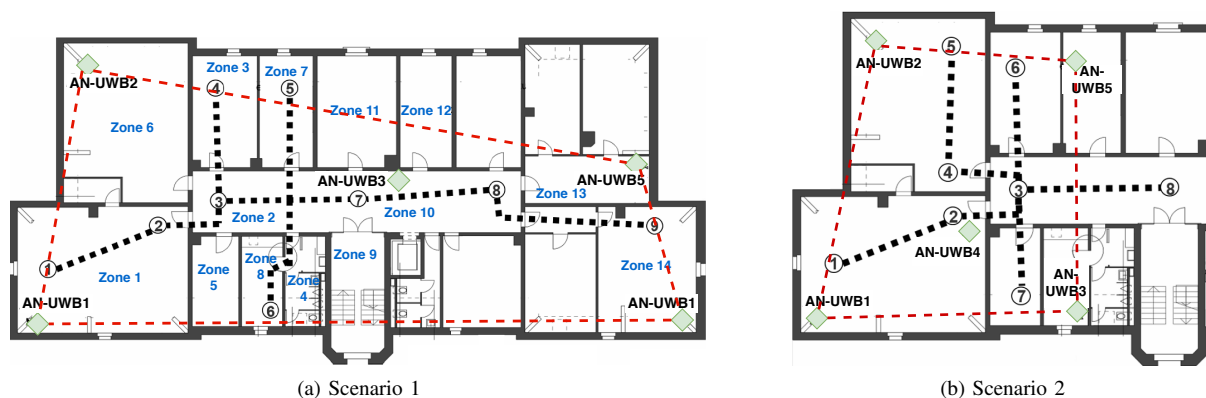 Zone 3
Zone 7
AN-UWB2
4
5
Zone 11
Zone 12
Zone 6
AN-UWB3
AN-UWB5
3
7
8
Zone 13
2
Zone 2
Zone 10
9
1
Zone 1
Zone
5
Zone
8
Zone
4
Zone 9
Zone 14
AN-UWB1
6
AN-UWB1
(a) Scenario 1
5
AN-UWB2
6
AN-
UWB5
4
3
8
2
AN-UWB4
1
AN-
UWB3
7
AN-UWB1
(b) Scenario 2